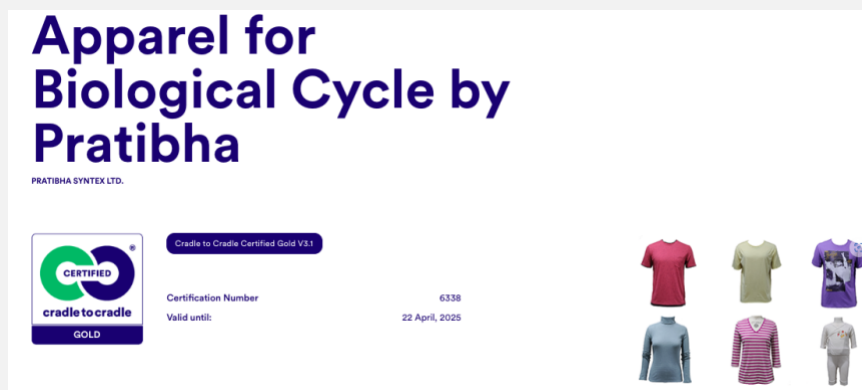 Apparel for
Biological Cycle by
Pratibha
PRATIBHA SYNTEX LTD.
Cradle to Cradle Certified Gold V3.1
CERTIFIED
®
cradle to cradle
GOLD
Certification Number 6338
Valid until: 22 April, 2025